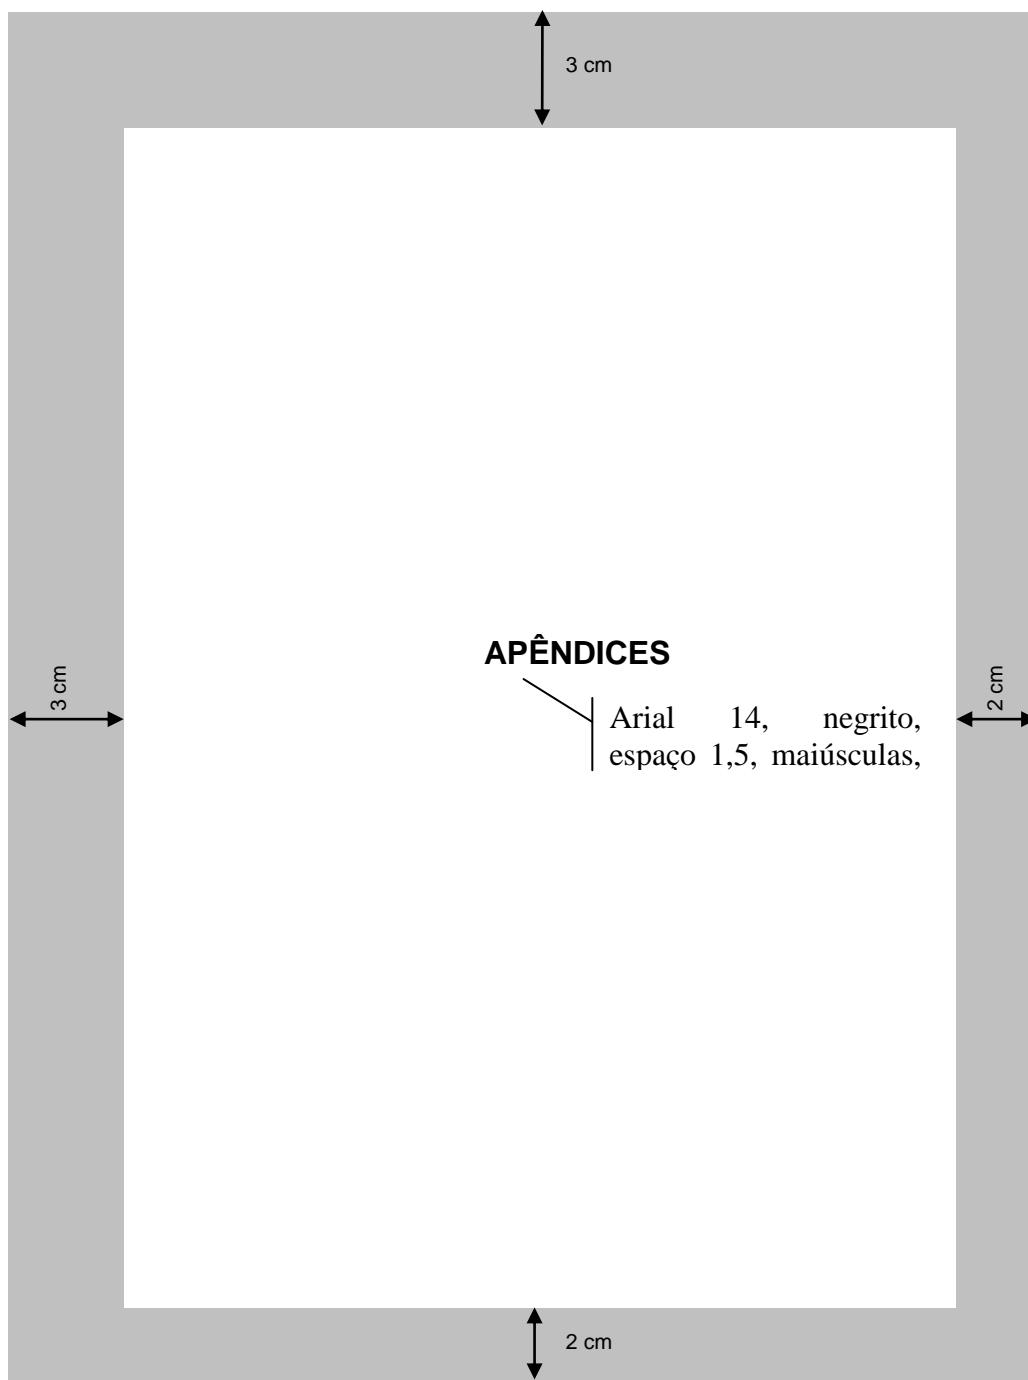 3 cm
APÊNDICES
3 cm
2 cm
Arial 14, negrito,
espaço 1,5, maiúsculas,
2 cm